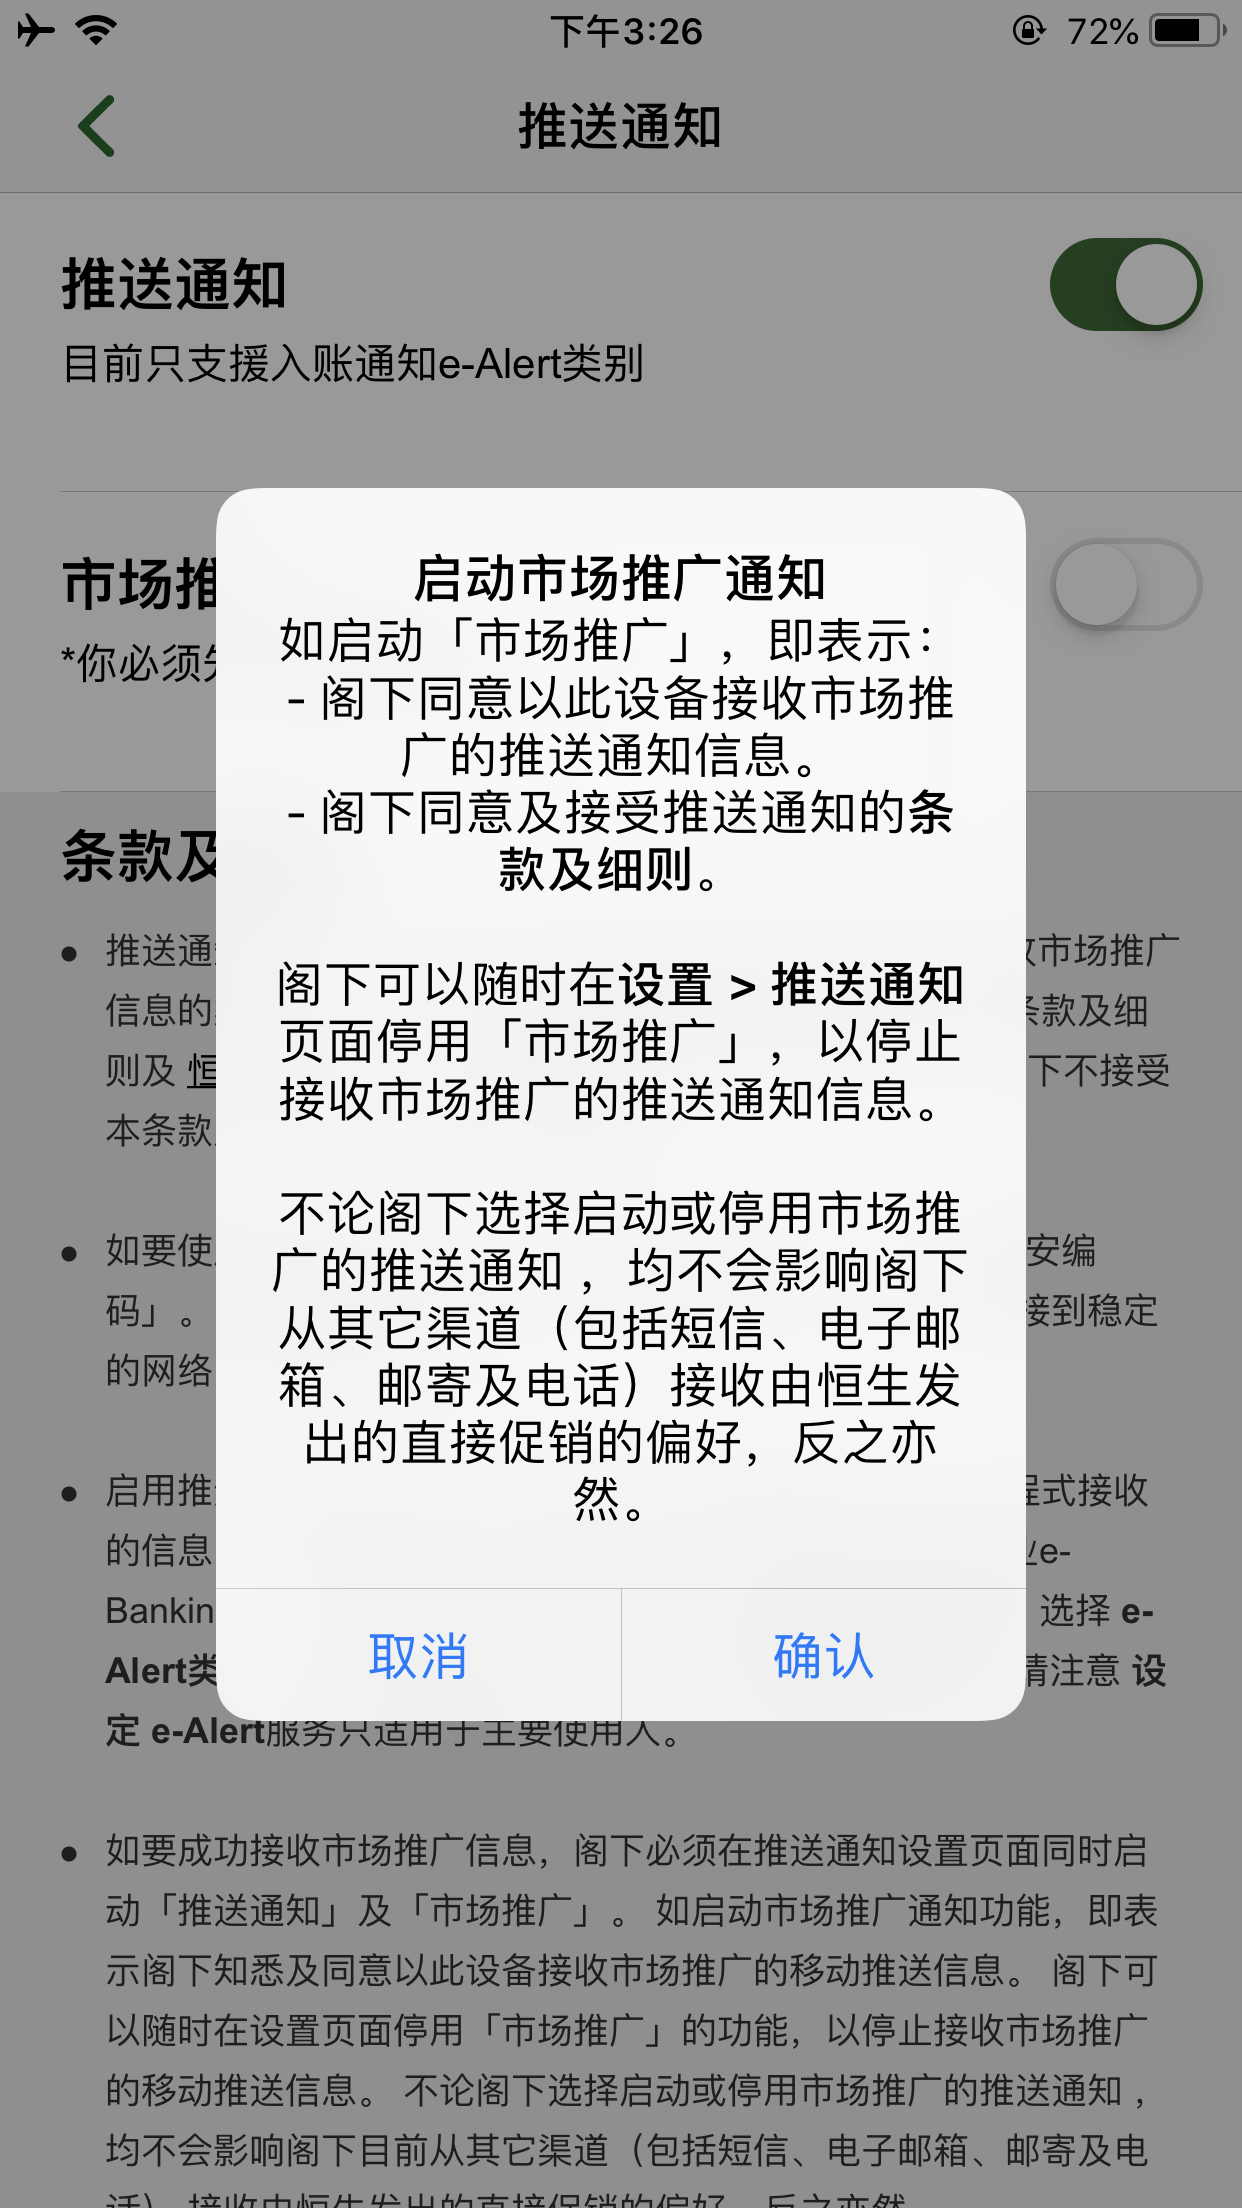 下午3:26
72%
推送通知
推送通知
目前只支援入账通知e-Alert类别
市场推
*你必须
启动市场推广通知
如启动「市场推广」，即表示：
- 阁下同意以此设备接收市场推
广的推送通知信息。
- 阁下同意及接受推送通知的条
款及细则。
阁下可以随时在设置 > 推送通知
页面停用「市场推广」，以停止
接收市场推广的推送通知信息。
不论阁下选择启动或停用市场推
广的推送通知 ，均不会影响阁下
从其它渠道（包括短信、电子邮
箱、邮寄及电话）接收由恒生发
出的直接促销的偏好，反之亦
然。
取消
确认
条款及
推送通
市场推广
信息的
条款及细
则及 恒
下不接受
本条款
如要使
安编
码」。
接到稳定
的网络
启用推
程式接收
的信息
e-
Bankin
选择 e-
Alert类
请注意 设
定 e-Alert服务只适用于主要使用人。
如要成功接收市场推广信息，阁下必须在推送通知设置页面同时启
动「推送通知」及「市场推广」。 如启动市场推广通知功能，即表
示阁下知悉及同意以此设备接收市场推广的移动推送信息。 阁下可
以随时在设置页面停用「市场推广」的功能，以停止接收市场推广
的移动推送信息。 不论阁下选择启动或停用市场推广的推送通知 ，
均不会影响阁下目前从其它渠道（包括短信、电子邮箱、邮寄及电
话） 接收由恒生发出的直接促销的偏好，反之亦然